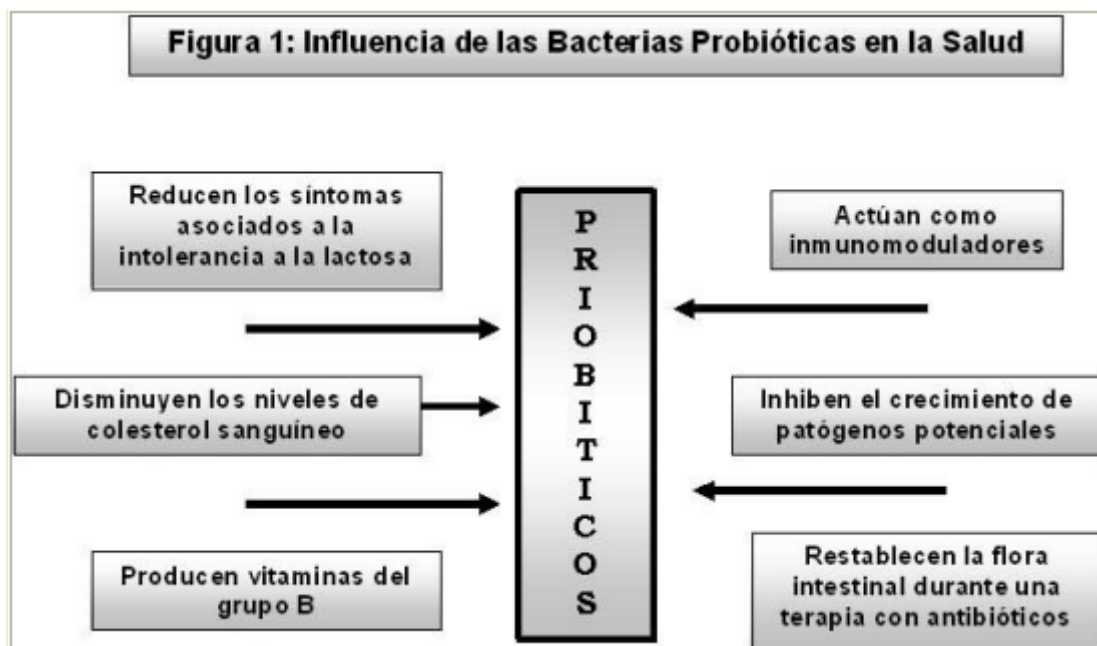 Figura 1: Influencia de las Bacterias Probióticas en la Salud
Reducen los síntomas
asociados a la
intolerancia a la lactosa
Disminuyen los niveles de
colesterol sanguíneo
Producen vitaminas del
grupo B
P
R
I
O
B
I
T
I
C
O
S
Actúan como
inmunomoduladores
Inhiben el crecimiento de
patógenos potenciales
Restablecen la flora
intestinal durante una
terapia con antibióticos